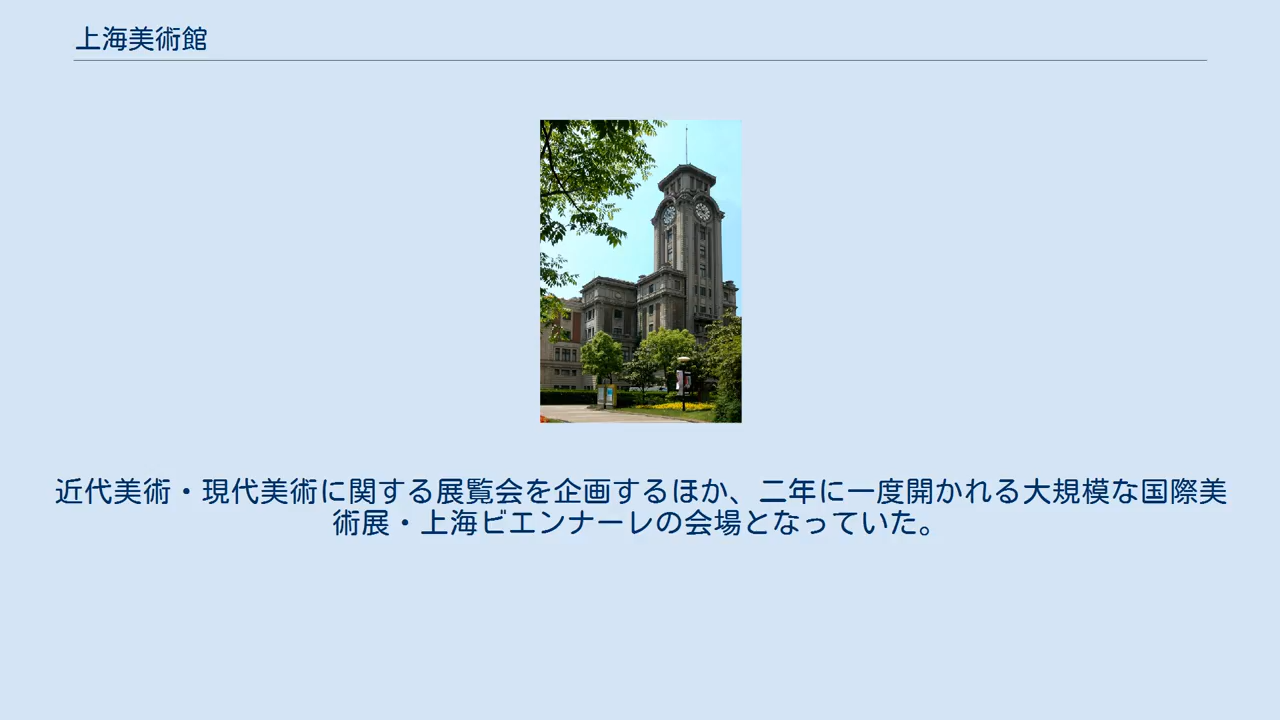 上海美術館
近代美術・現代美術に関する展覧会を企画するほか、二年に一度開かれる大規模な国際美
術展・上海ビエンナーレの会場となっていた。